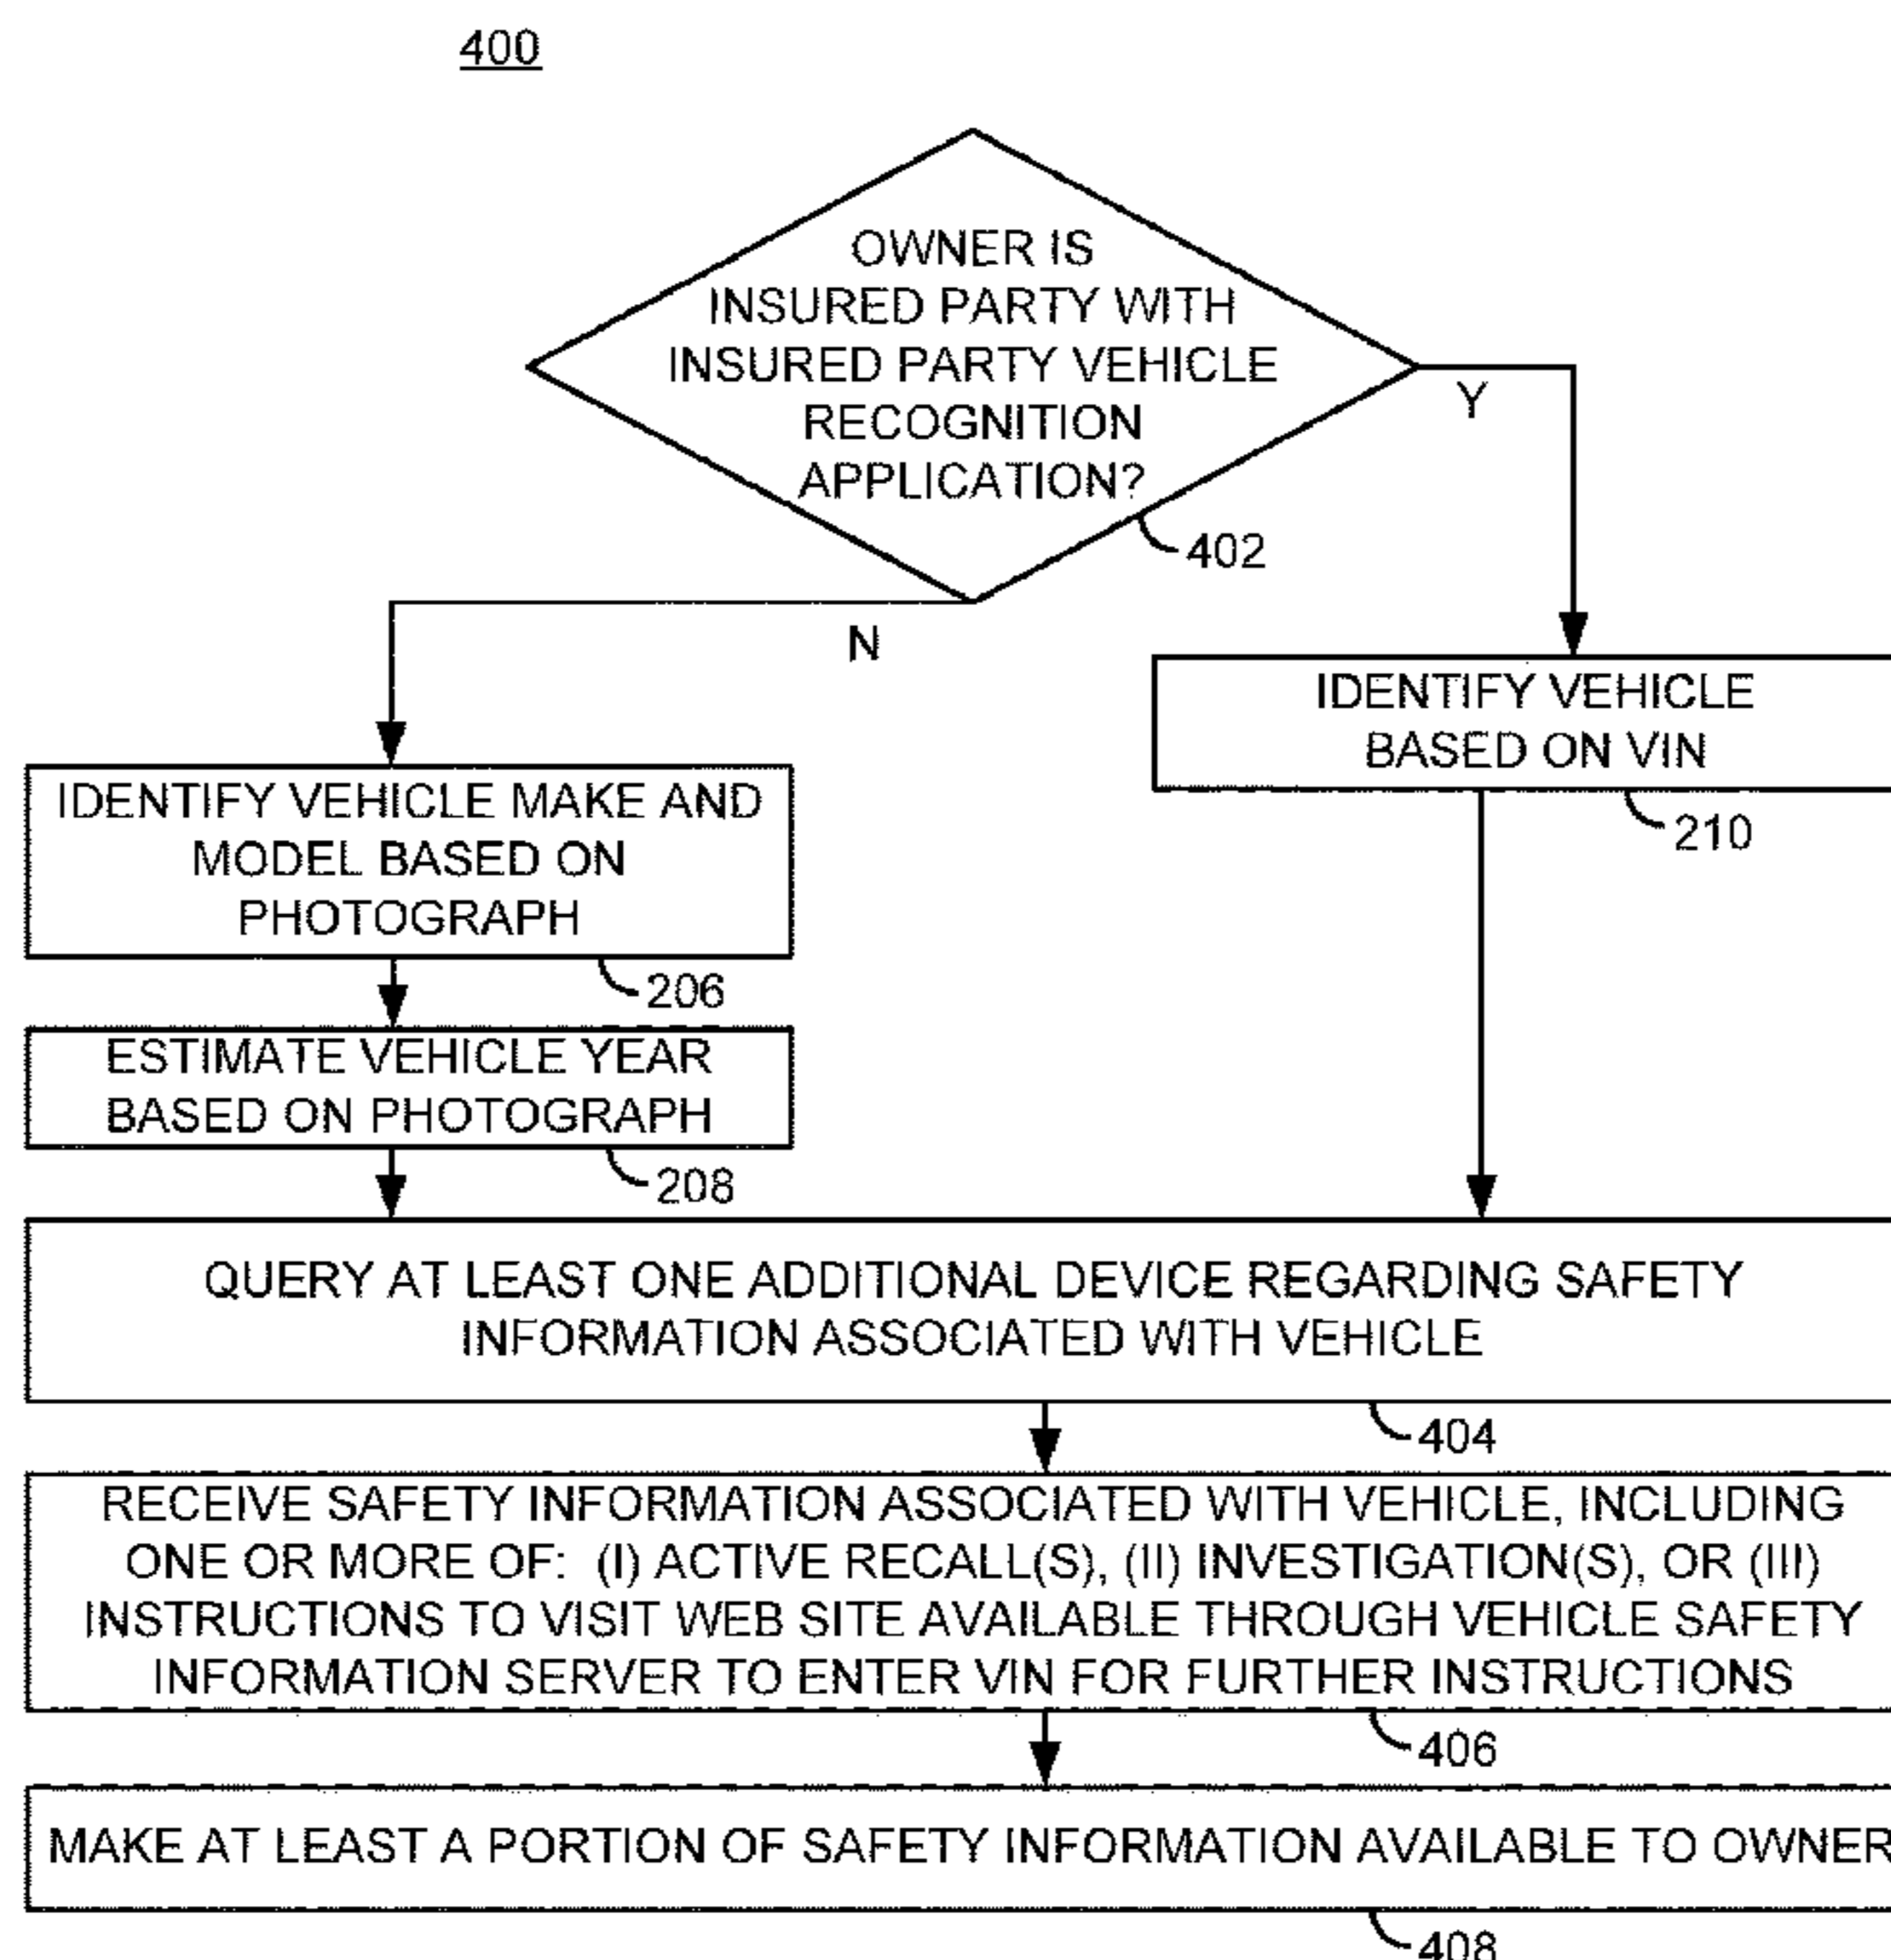 400
OWNER IS
INSURED PARTY WITH
INSURED PARTY VEHICLE
RECOGNITION
APPLICATION?
402
Y
N
IDENTIFY VEHICLE
BASED ON VIN
210
IDENTIFY VEHICLE MAKE AND
MODEL BASED ON
PHOTOGRAPH
206
ESTIMATE VEHICLE YEAR
BASED ON PHOTOGRAPH
208
QUERY AT LEAST ONE ADDITIONAL DEVICE REGARDING SAFETY
INFORMATION ASSOCIATED WITH VEHICLE
404
RECEIVE SAFETY INFORMATION ASSOCIATED WITH VEHICLE, INCLUDING
ONE OR MORE OF: (I) ACTIVE RECALL(S), (II) INVESTIGATION(S), OR (III)
INSTRUCTIONS TO VISIT WEB SITE AVAILABLE THROUGH VEHICLE SAFETY
INFORMATION SERVER TO ENTER VIN FOR FURTHER INSTRUCTIONS
406
MAKE AT LEAST A PORTION OF SAFETY INFORMATION AVAILABLE TO OWNER
408